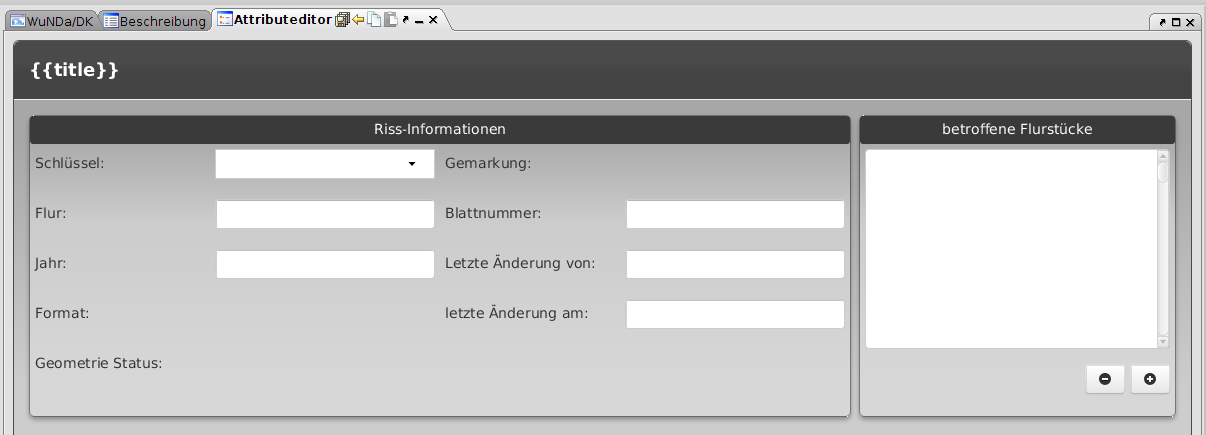 WuNDa/DK Beschreibung Attributeditor
{{title}}
Riss-Informationen
Schlüssel: Gemarkung:
Flur: Blattnummer:
Jahr: Letzte Änderung von:
Format: letzte Änderung am:
Geometrie Status:
betroffene Flurstücke